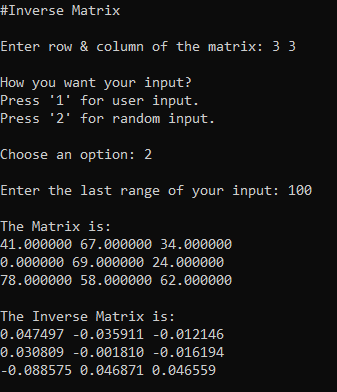 #Inverse Matrix
Enter row & column of the matrix: 3 3
How you want your input?
Press '1' for user input.
Press '2' for random input.
Choose an option: 2
Enter the last range of your input: 100
The Matrix is:
41.000000 67.000000 34.000000
0.000000 69.000000 24.000000
78.000000 58.000000 62.000000
The Inverse Matrix is:
0.047497 -0.035911 -0.012146
0.030809 -0.001810 -0.016194
-0.088575 0.046871 0.046559